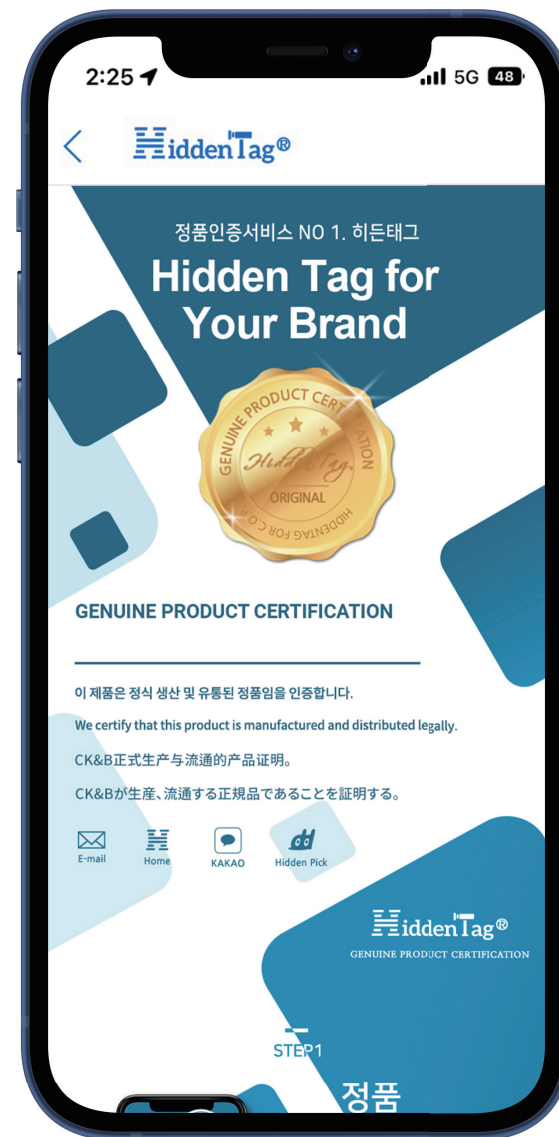 2:25
5G 48
HiddenTag®
정품인증서비스 NO 1. 히든태그
Hidden Tag for
Your Brand
GENUINE PRODUCT CERTIFICATION
Hidden Tag
ORIGINAL
HIDDENTAG FOR C.O.P
GENUINE PRODUCT CERTIFICATION
이 제품은 정식 생산 및 유통된 정품임을 인증합니다.
We certify that this product is manufactured and distributed legally.
CK&B正式生产与流通的产品证明。
CK&Bが生産、流通する正規品であることを証明する。
E-mail
Home
KAKAO
Hidden Pick
HiddenTag®
GENUINE PRODUCT CERTIFICATION
STEP1
정품